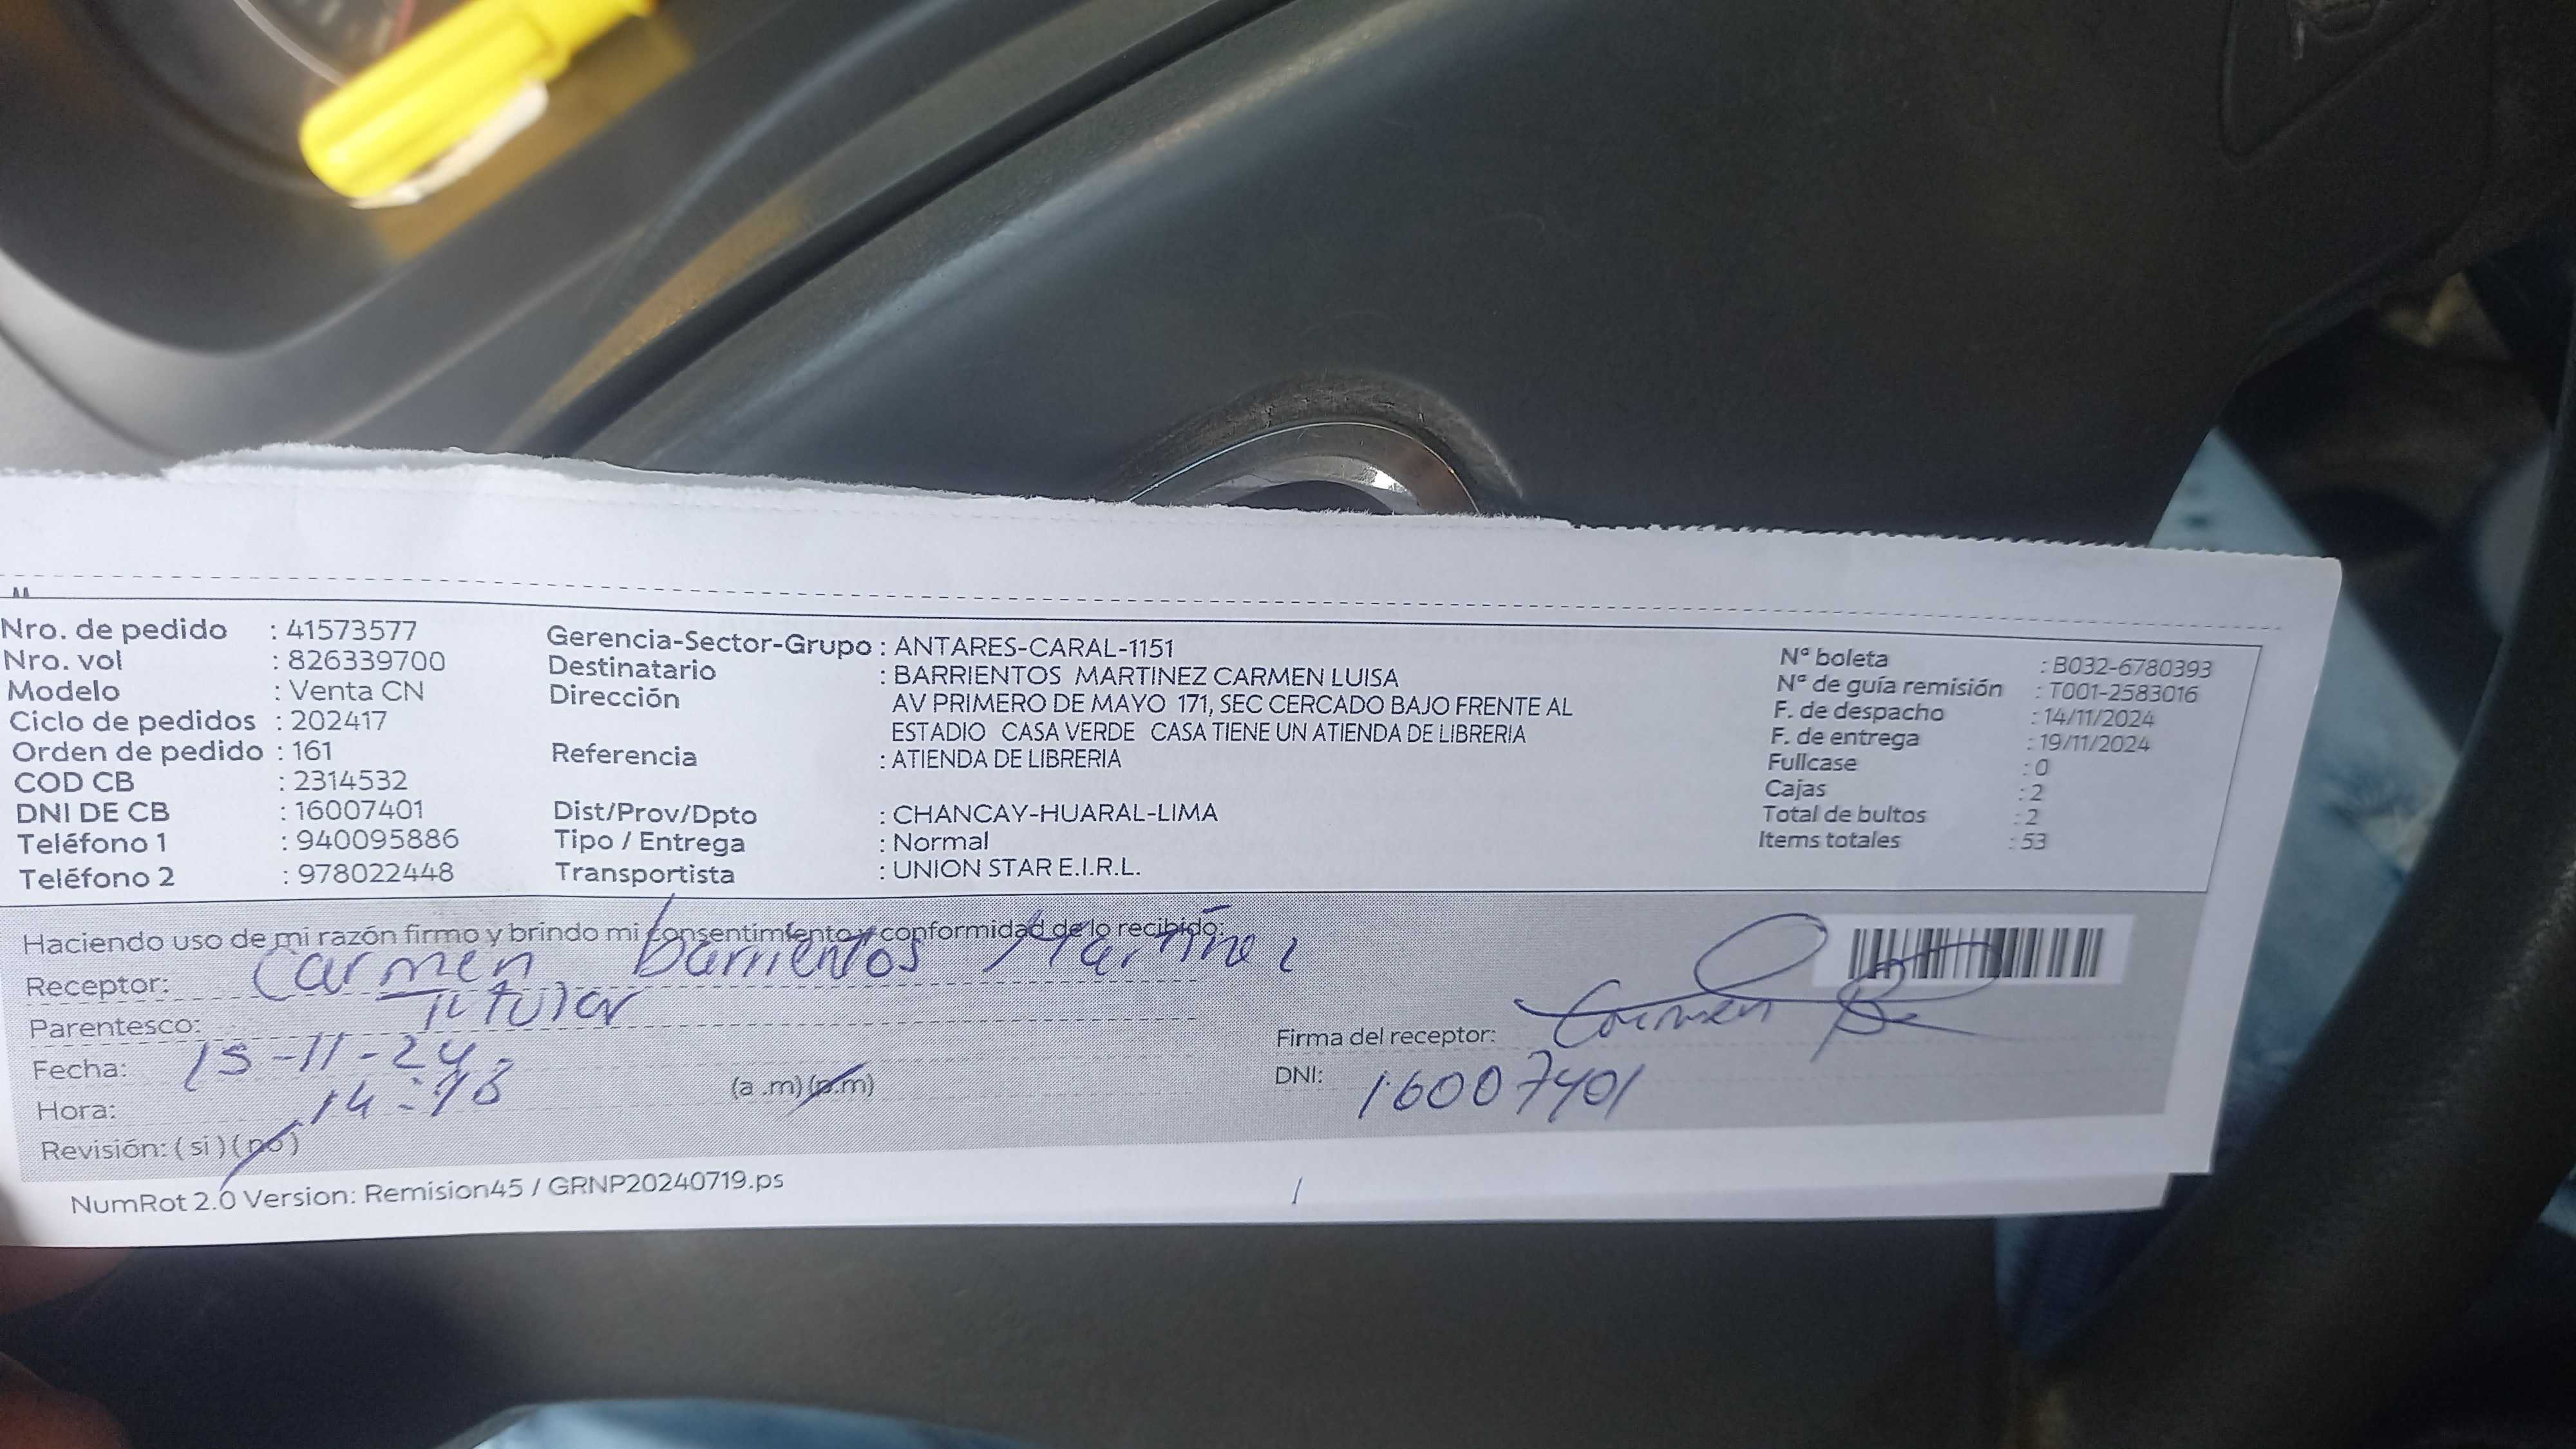 Nro. de pedido : 41573577
Nro. vol : 826339700
Modelo : Venta CN
Ciclo de pedidos : 202417
Orden de pedido : 161
COD CB : 2314532
DNI DE CB : 16007401
Teléfono 1 : 940095886
Teléfono 2 : 978022448
Gerencia-Sector-Grupo : ANTARES-CARAL-1151
Destinatario : BARRIENTOS MARTINEZ CARMEN LUISA
Dirección AV PRIMERO DE MAYO 171, SEC CERCADO BAJO FRENTE AL
ESTADIO CASA VERDE CASA TIENE UN ATIENDA DE LIBRERIA
Referencia : ATIENDA DE LIBRERIA
Dist/Prov/Dpto : CHANCAY-HUARAL-LIMA
Tipo / Entrega : Normal
Transportista : UNION STAR E.I.R.L.
Nº boleta : B032-6780393
Nº de guía remisión : T001-2583016
F. de despacho : 14/11/2024
F. de entrega : 19/11/2024
Fullcase : 0
Cajas : 2
Total de bultos : 2
Items totales : 53
Haciendo uso de mi razón firmo y brindo mi consentimiento y conformidad de lo recibido:
Receptor: Carmen Barrientos Martinez
Parentesco: Titular
Fecha: 15-11-24
Hora: 14: (a .m) (p.m)
Revisión: ( si ) ( no )
Firma del receptor: Carmen
DNI: 16007401
NumRot 2.0 Version: Remision45 / GRNP20240719.ps